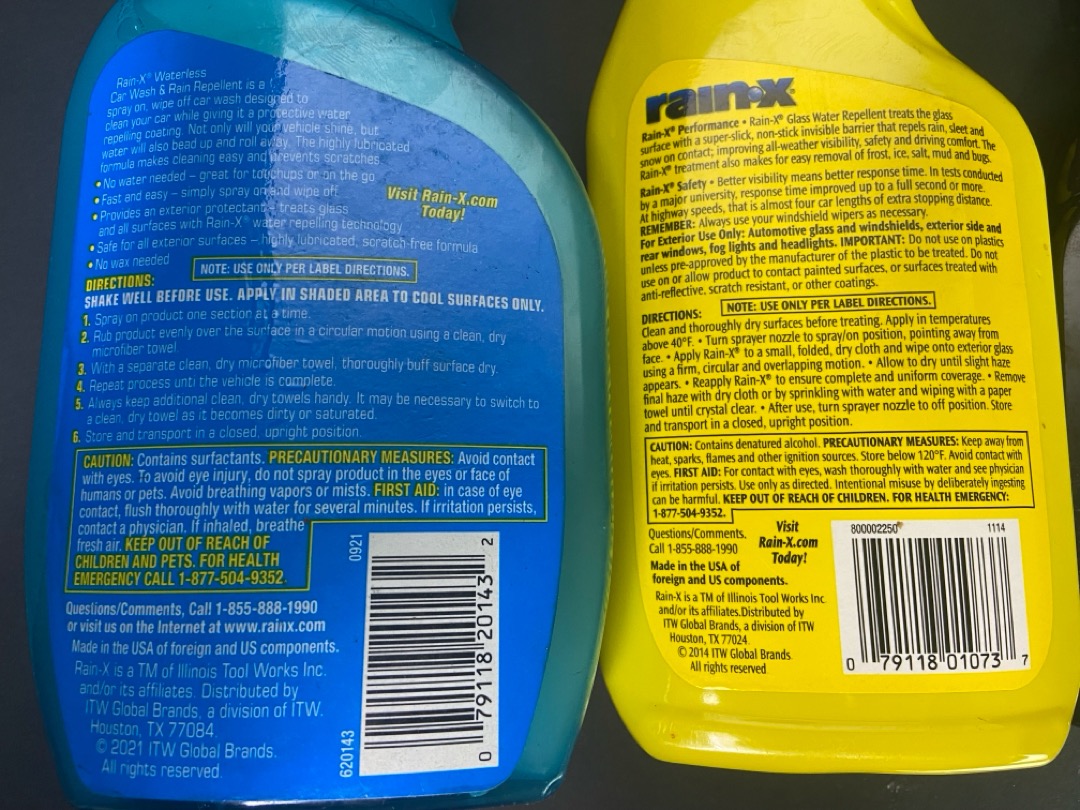 Rain-X® Waterless
Car Wash & Rain Repellent is a
spray on, wipe off car wash designed to
clean your car while giving it a protective water
repelling coating. Not only will your vehicle shine, but
water will also bead up and roll away. The highly lubricated
formula makes cleaning easy and prevents scratches.
• No water needed – great for touchups or on the go
• Fast and easy – simply spray on and wipe off.
• Provides an exterior protectant – treats glass
and all surfaces with Rain-X® water repelling technology
• Safe for all exterior surfaces – highly lubricated, scratch-free formula
• No wax needed
Visit Rain-X.com
Today!
NOTE: USE ONLY PER LABEL DIRECTIONS.
DIRECTIONS:
SHAKE WELL BEFORE USE. APPLY IN SHADED AREA TO COOL SURFACES ONLY.
1. Spray on product one section at a time.
2. Rub product evenly over the surface in a circular motion using a clean, dry
microfiber towel.
3. With a separate clean, dry microfiber towel, thoroughly buff surface dry.
4. Repeat process until the vehicle is complete.
5. Always keep additional clean, dry towels handy. It may be necessary to switch to
a clean, dry towel as it becomes dirty or saturated.
6. Store and transport in a closed, upright position.
CAUTION: Contains surfactants. PRECAUTIONARY MEASURES: Avoid contact
with eyes. To avoid eye injury, do not spray product in the eyes or face of
humans or pets. Avoid breathing vapors or mists. FIRST AID: in case of eye
contact, flush thoroughly with water for several minutes. If irritation persists,
contact a physician. If inhaled, breathe
fresh air. KEEP OUT OF REACH OF
CHILDREN AND PETS. FOR HEALTH
EMERGENCY CALL 1-877-504-9352.
Questions/Comments, Call 1-855-888-1990
or visit us on the Internet at www.rainx.com
Made in the USA of foreign and US components.
Rain-X is a TM of Illinois Tool Works Inc.
and/or its affiliates. Distributed by
ITW Global Brands, a division of ITW.
Houston, TX 77084.
© 2021 ITW Global Brands.
All rights reserved.
0921
620143
0 79118 20143 2
rain-x®
Rain-X® Performance • Rain-X® Glass Water Repellent treats the glass
surface with a super-slick, non-stick invisible barrier that repels rain, sleet and
snow on contact; improving all-weather visibility, safety and driving comfort. The
Rain-X® treatment also makes for easy removal of frost, ice, salt, mud and bugs.
Rain-X® Safety • Better visibility means better response time. In tests conducted
by a major university, response time improved up to a full second or more.
At highway speeds, that is almost four car lengths of extra stopping distance.
REMEMBER: Always use your windshield wipers as necessary.
For Exterior Use Only: Automotive glass and windshields, exterior side and
rear windows, fog lights and headlights. IMPORTANT: Do not use on plastics
unless pre-approved by the manufacturer of the plastic to be treated. Do not
use on or allow product to contact painted surfaces, or surfaces treated with
anti-reflective, scratch resistant, or other coatings.
NOTE: USE ONLY PER LABEL DIRECTIONS.
DIRECTIONS:
Clean and thoroughly dry surfaces before treating. Apply in temperatures
above 40°F. • Turn sprayer nozzle to spray/on position, pointing away from
face. • Apply Rain-X® to a small, folded, dry cloth and wipe onto exterior glass
using a firm, circular and overlapping motion. • Allow to dry until slight haze
appears. • Reapply Rain-X® to ensure complete and uniform coverage. • Remove
final haze with dry cloth or by sprinkling with water and wiping with a paper
towel until crystal clear. • After use, turn sprayer nozzle to off position. Store
and transport in a closed, upright position.
CAUTION: Contains denatured alcohol. PRECAUTIONARY MEASURES: Keep away from
heat, sparks, flames and other ignition sources. Store below 120°F. Avoid contact with
eyes. FIRST AID: For contact with eyes, wash thoroughly with water and see physician
if irritation persists. Use only as directed. Intentional misuse by deliberately ingesting
can be harmful. KEEP OUT OF REACH OF CHILDREN. FOR HEALTH EMERGENCY:
1-877-504-9352.
Questions/Comments.
Call 1-855-888-1990
Visit
Rain-X.com
Today!
Made in the USA of
foreign and US components.
Rain-X is a TM of Illinois Tool Works Inc.
and/or its affiliates.Distributed by
ITW Global Brands, a division of ITW
Houston, TX 77024.
© 2014 ITW Global Brands.
All rights reserved
800002250 1114
0 79118 01073 7